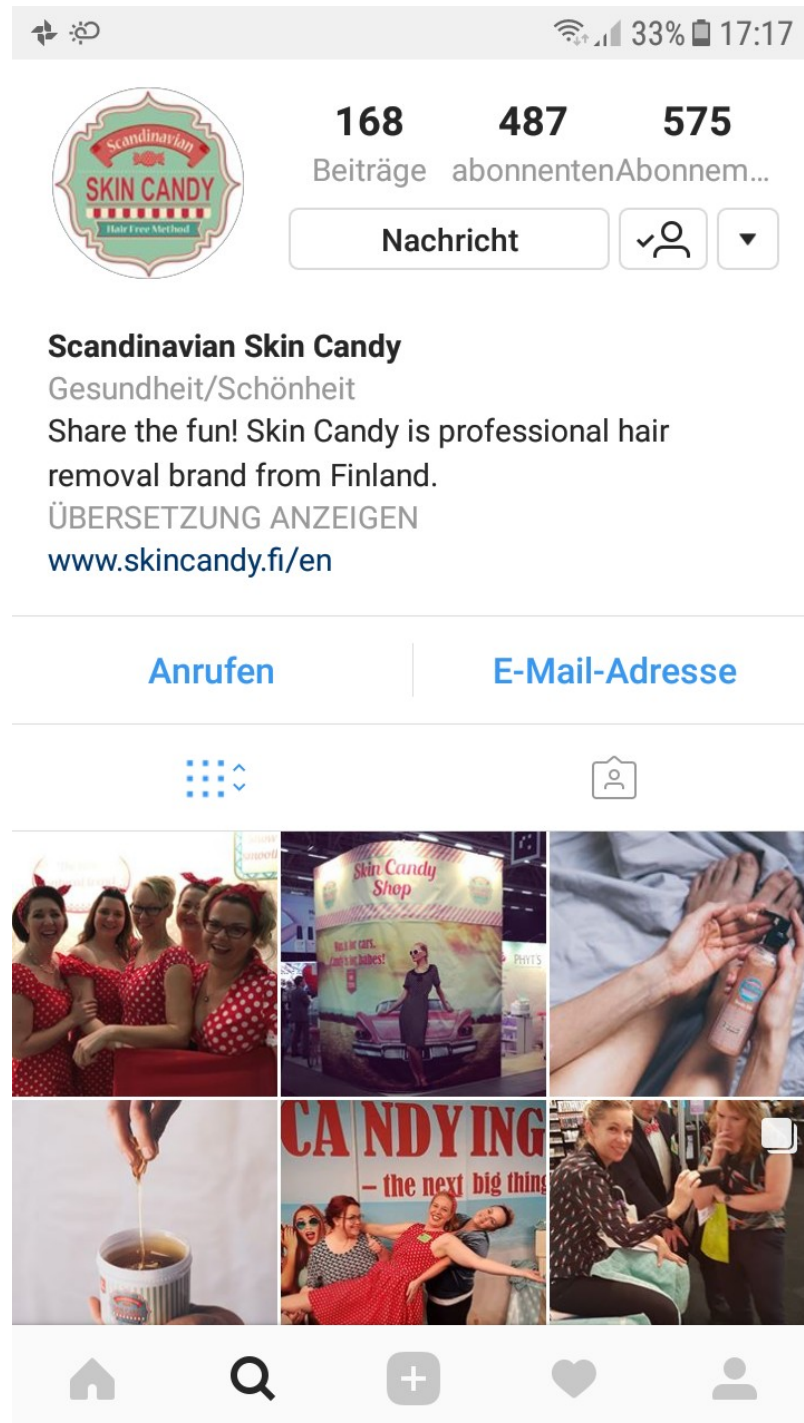 33% 17:17
168 487 575
Beiträge abonnenten Abonnem...
Nachricht
Scandinavian
SKIN CANDY
Hair Free Method
Scandinavian Skin Candy
Gesundheit/Schönheit
Share the fun! Skin Candy is professional hair
removal brand from Finland.
ÜBERSETZUNG ANZEIGEN
www.skincandy.fi/en
Anrufen E-Mail-Adresse
Skin Candy
Shop
PHYT'S
CANDYING
– the next big thing